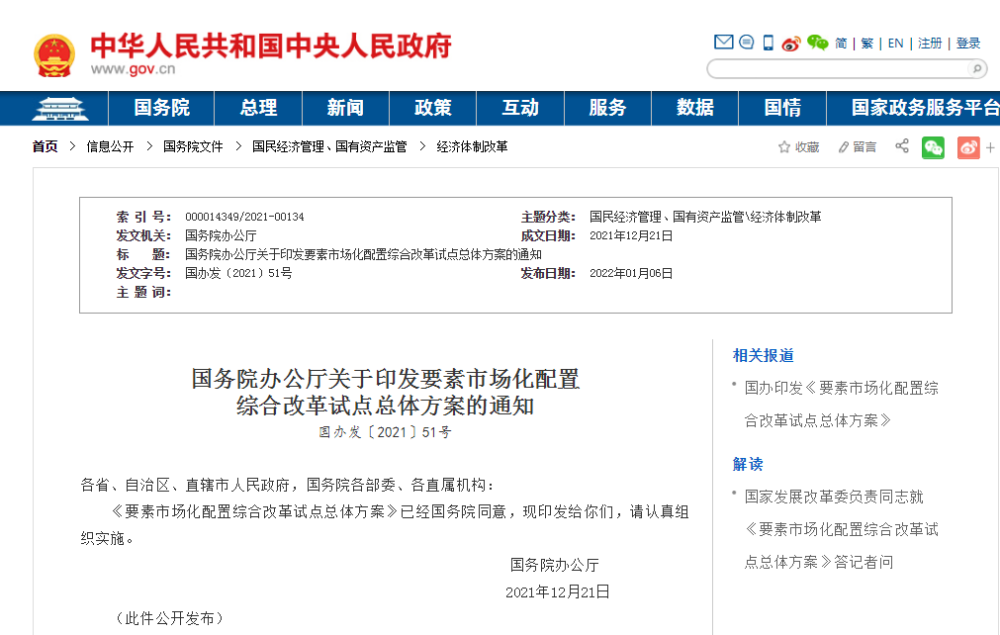 中华人民共和国中央人民政府
www.gov.cn
简 | 繁 | EN | 注册 | 登录
国务院 总理 新闻 政策 互动 服务 数据 国情 国家政务服务平台
首页 > 信息公开 > 国务院文件 > 国民经济管理、国有资产监管 > 经济体制改革
收藏 留言
索 引 号： 000014349/2021-00134 主题分类： 国民经济管理、国有资产监管\经济体制改革
发文机关： 国务院办公厅 成文日期： 2021年12月21日
标 题： 国务院办公厅关于印发要素市场化配置综合改革试点总体方案的通知
发文字号： 国办发〔2021〕51号 发布日期： 2022年01月06日
主 题 词：
国务院办公厅关于印发要素市场化配置
综合改革试点总体方案的通知
国办发〔2021〕51号
各省、自治区、直辖市人民政府，国务院各部委、各直属机构：
《要素市场化配置综合改革试点总体方案》已经国务院同意，现印发给你们，请认真组
织实施。
国务院办公厅
2021年12月21日
（此件公开发布）
相关报道
国办印发《要素市场化配置综
合改革试点总体方案》
解读
国家发展改革委负责同志就
《要素市场化配置综合改革试
点总体方案》答记者问